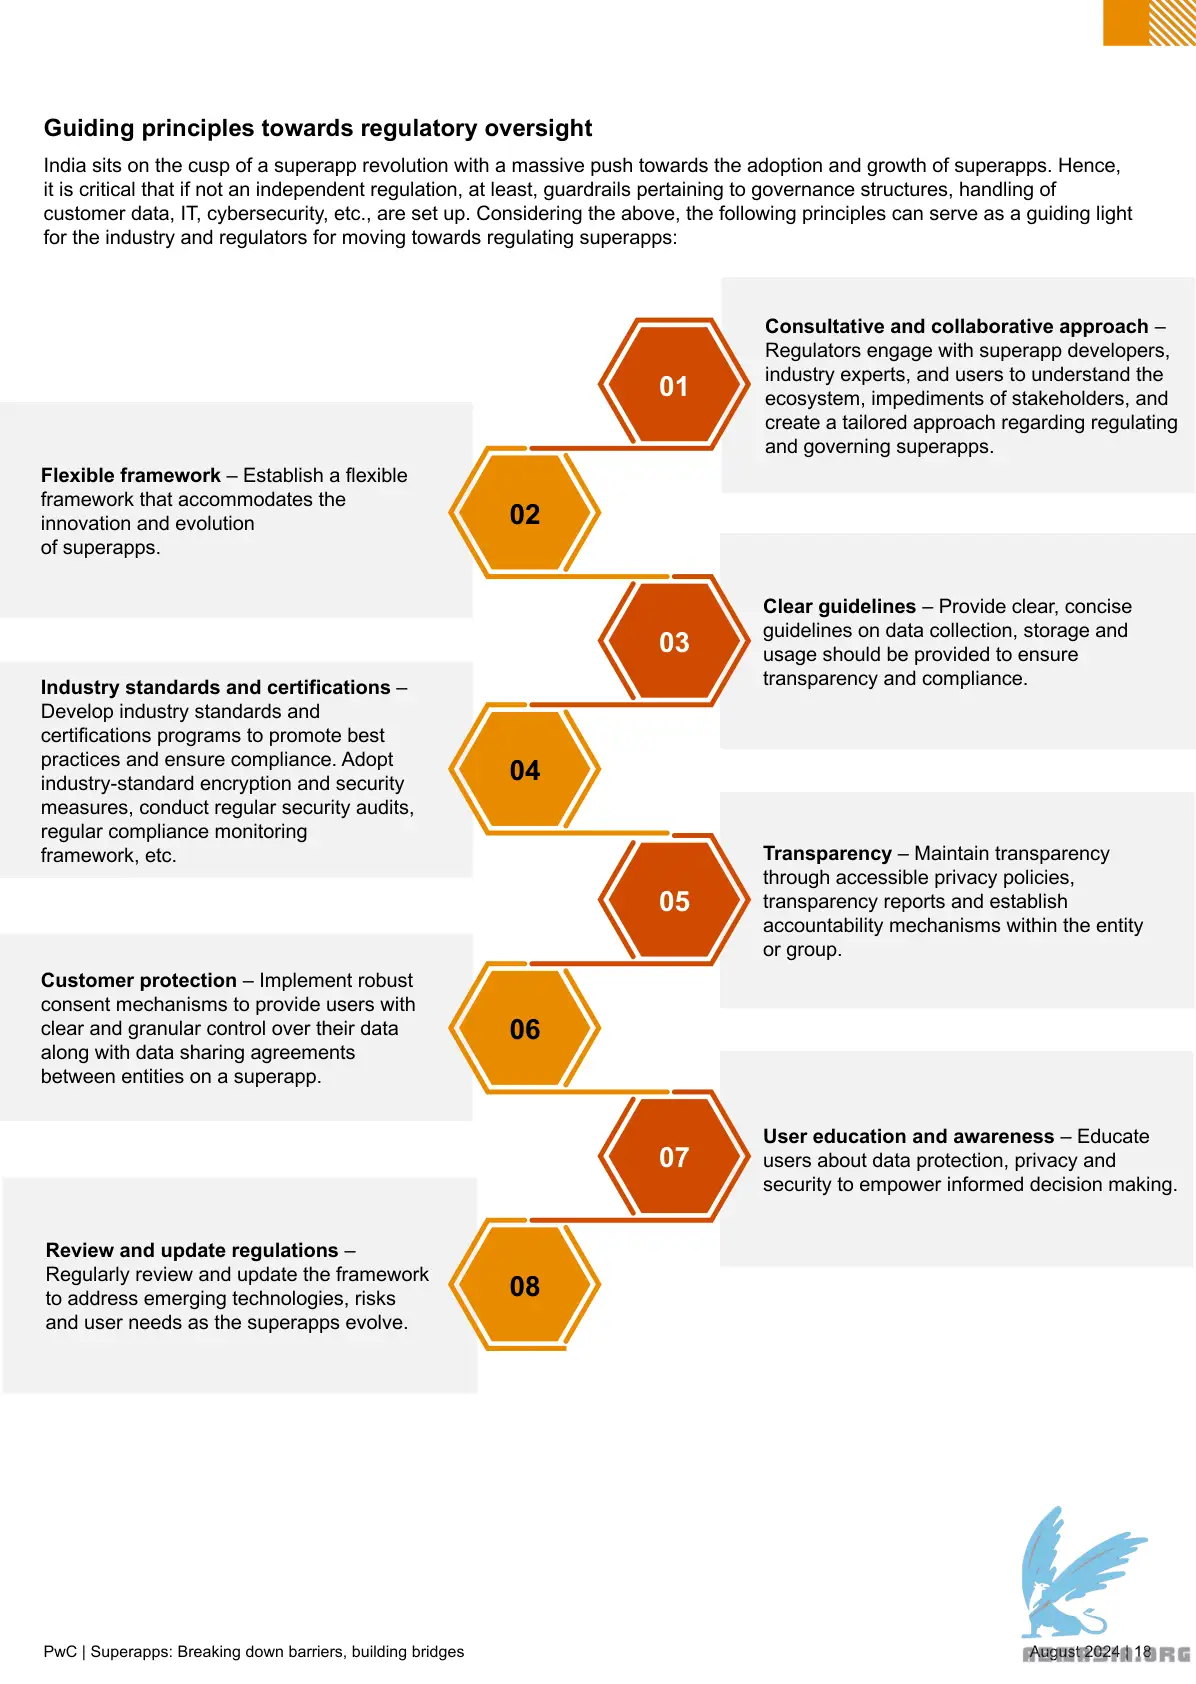 Guiding principles towards regulatory oversight
India sits on the cusp of a superapp revolution with a massive push towards the adoption and growth of superapps. Hence,
it is critical that if not an independent regulation, at least, guardrails pertaining to governance structures, handling of
customer data, IT, cybersecurity, etc., are set up. Considering the above, the following principles can serve as a guiding light
for the industry and regulators for moving towards regulating superapps:
01
Consultative and collaborative approach –
Regulators engage with superapp developers,
industry experts, and users to understand the
ecosystem, impediments of stakeholders, and
create a tailored approach regarding regulating
and governing superapps.
Flexible framework – Establish a flexible
framework that accommodates the
innovation and evolution
of superapps.
02
03
Clear guidelines – Provide clear, concise
guidelines on data collection, storage and
usage should be provided to ensure
transparency and compliance.
Industry standards and certifications –
Develop industry standards and
certifications programs to promote best
practices and ensure compliance. Adopt
industry-standard encryption and security
measures, conduct regular security audits,
regular compliance monitoring
framework, etc.
04
05
Transparency – Maintain transparency
through accessible privacy policies,
transparency reports and establish
accountability mechanisms within the entity
or group.
Customer protection – Implement robust
consent mechanisms to provide users with
clear and granular control over their data
along with data sharing agreements
between entities on a superapp.
06
07
User education and awareness – Educate
users about data protection, privacy and
security to empower informed decision making.
Review and update regulations –
Regularly review and update the framework
to address emerging technologies, risks
and user needs as the superapps evolve.
08
PwC | Superapps: Breaking down barriers, building bridges
August 2024 | 18